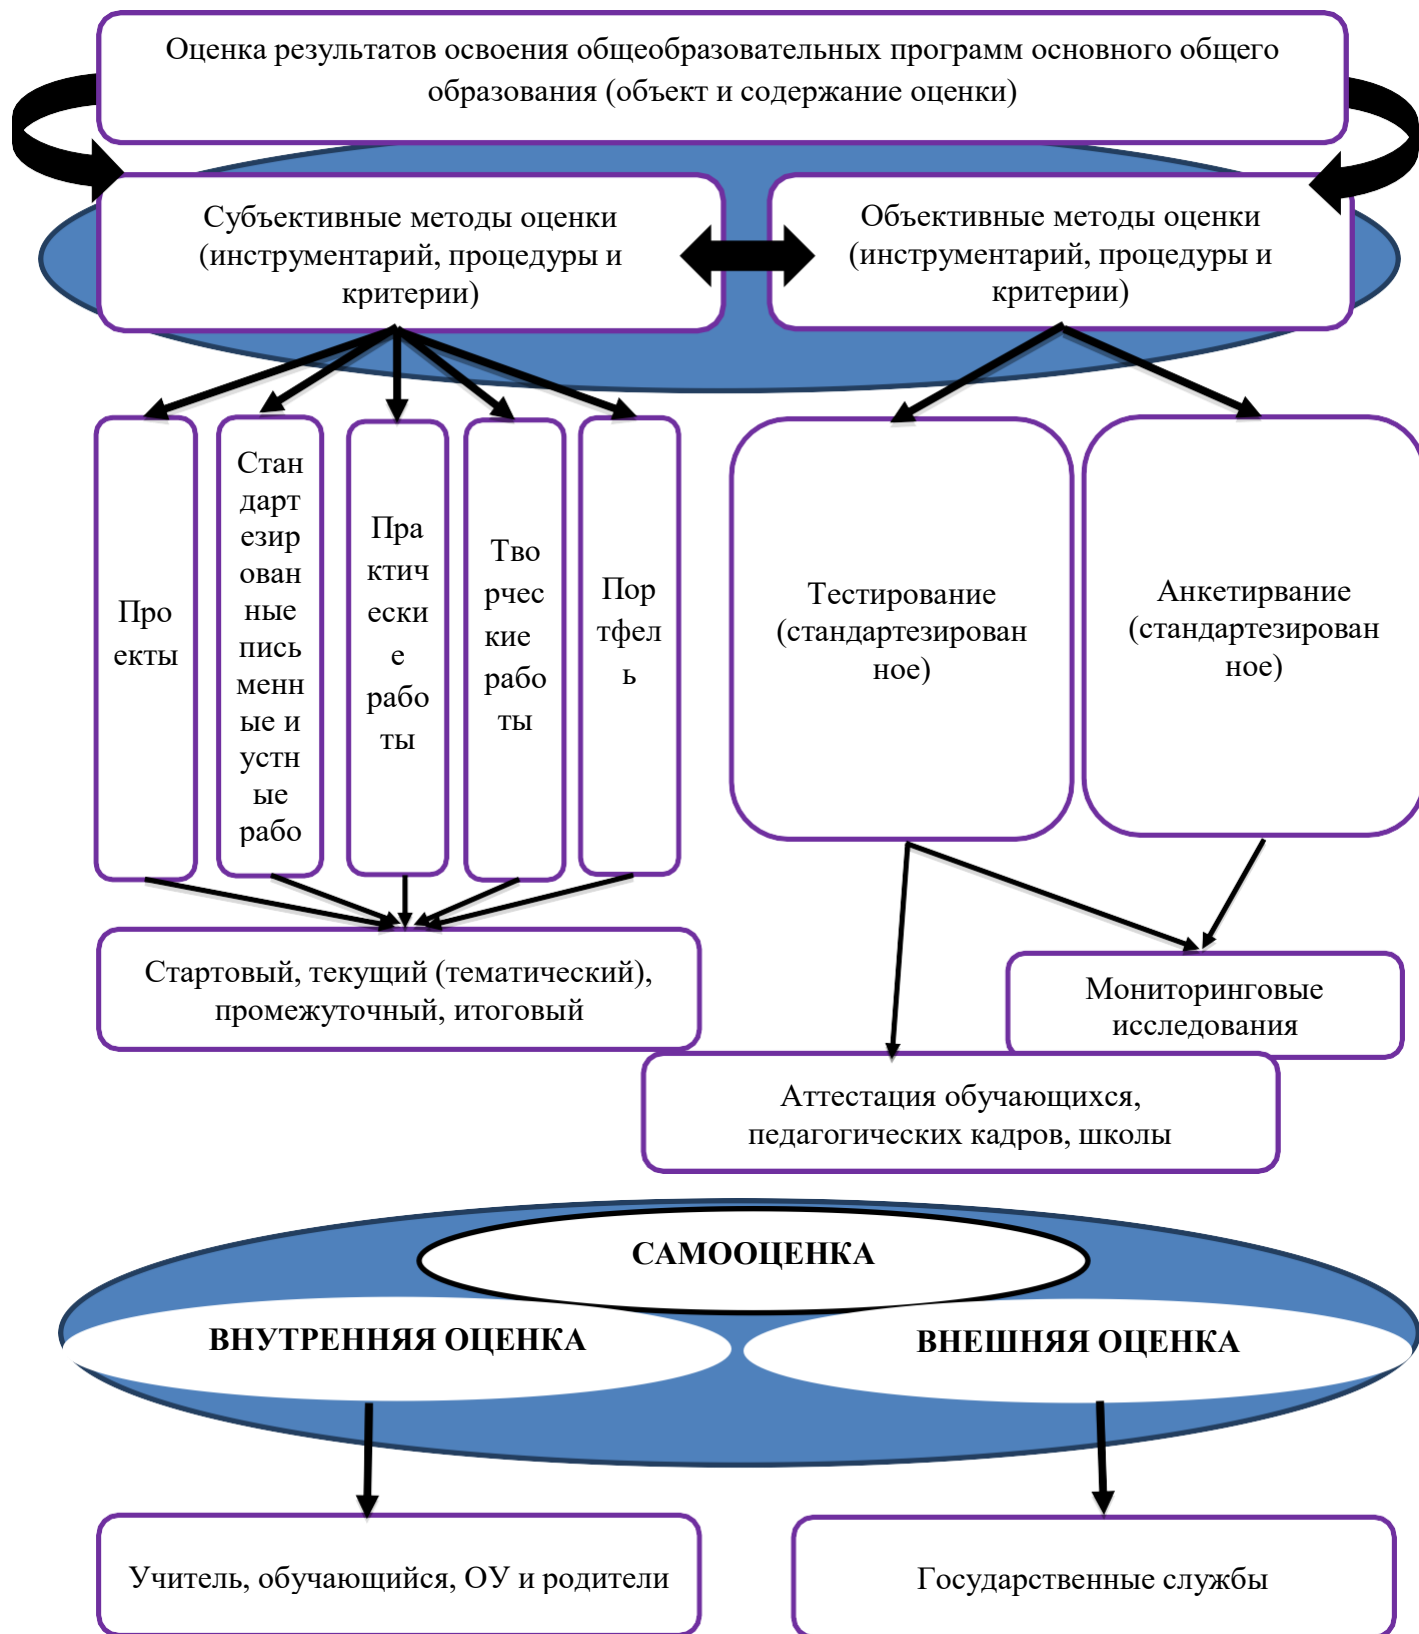 Оценка результатов освоения общеобразовательных программ основного общего
образования (объект и содержание оценки)
Субъективные методы оценки
(инструментарий, процедуры и
критерии)
Объективные методы оценки
(инструментарий, процедуры и
критерии)
Про
екты
Стан
дарт
езир
ован
ные
пись
менн
ые и
устн
ые
рабо
Пра
ктич
ески
е
рабо
ты
Тво
рчес
кие
рабо
ты
Пор
тфел
ь
Тестирование
(стандартезирован
ное)
Анкетирвание
(стандартезирован
ное)
Стартовый, текущий (тематический),
промежуточный, итоговый
Мониторинговые
исследования
Аттестация обучающихся,
педагогических кадров, школы
САМООЦЕНКА
ВНУТРЕННЯЯ ОЦЕНКА
ВНЕШНЯЯ ОЦЕНКА
Учитель, обучающийся, ОУ и родители
Государственные службы